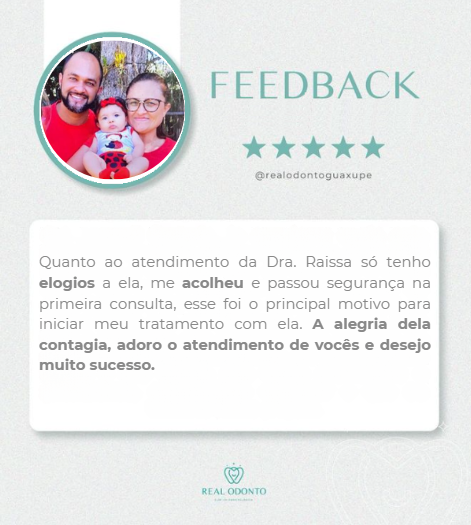 FEEDBACK
@realodontoguaxupe
Quanto ao atendimento da Dra. Raissa só tenho
elogios a ela, me acolheu e passou segurança na
primeira consulta, esse foi o principal motivo para
iniciar meu tratamento com ela. A alegria dela
contagia, adoro o atendimento de vocês e desejo
muito sucesso.
REAL ODONTO